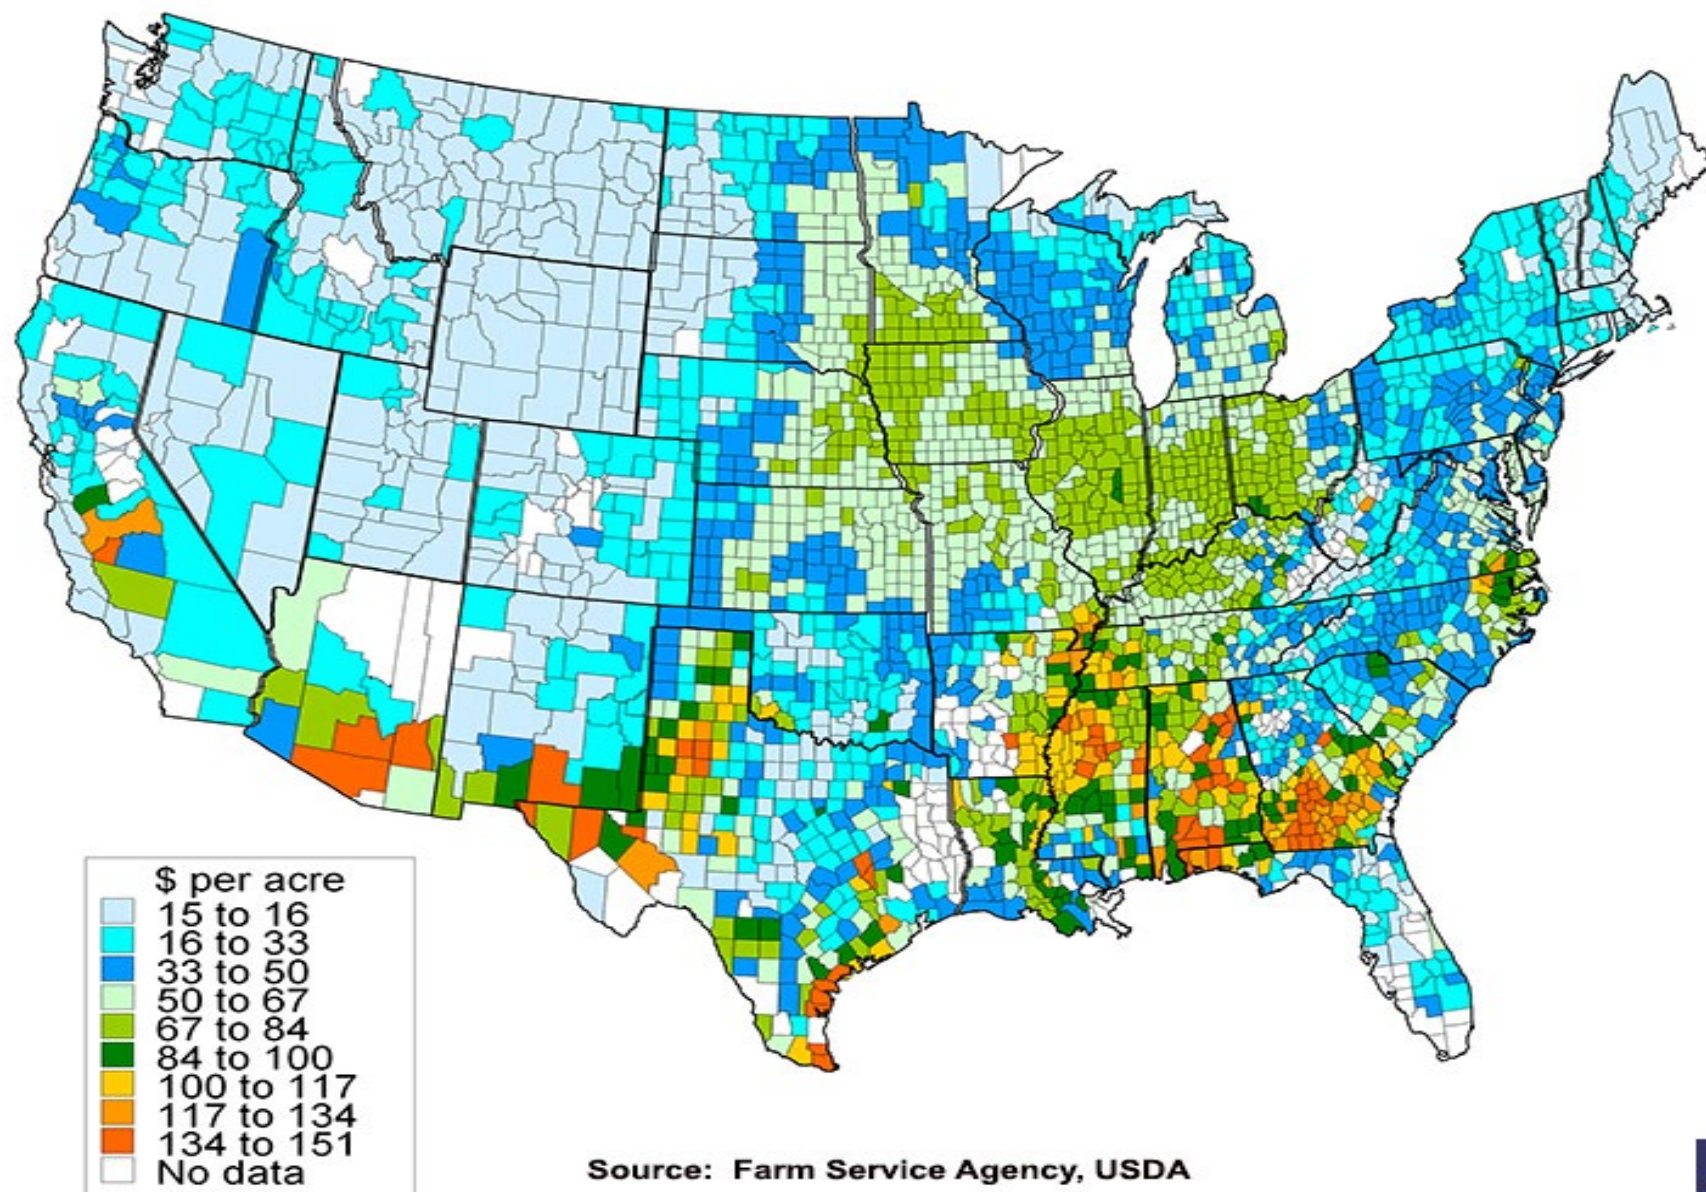 $ per acre
15 to 16
16 to 33
33 to 50
50 to 67
67 to 84
84 to 100
100 to 117
117 to 134
134 to 151
No data
Source: Farm Service Agency, USDA